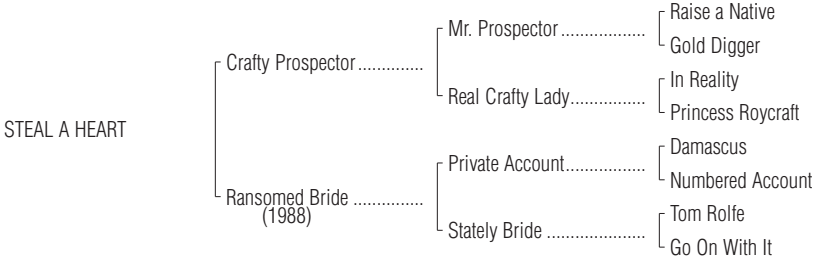 Raise a Native
Mr. Prospector ...................
Gold Digger
Crafty Prospector ..............
In Reality
Real Crafty Lady ................
Princess Roycraft
STEAL A HEART
Damascus
Private Account ..................
Numbered Account
Ransomed Bride ...............
(1988)
Tom Rolfe
Stately Bride .....................
Go On With It